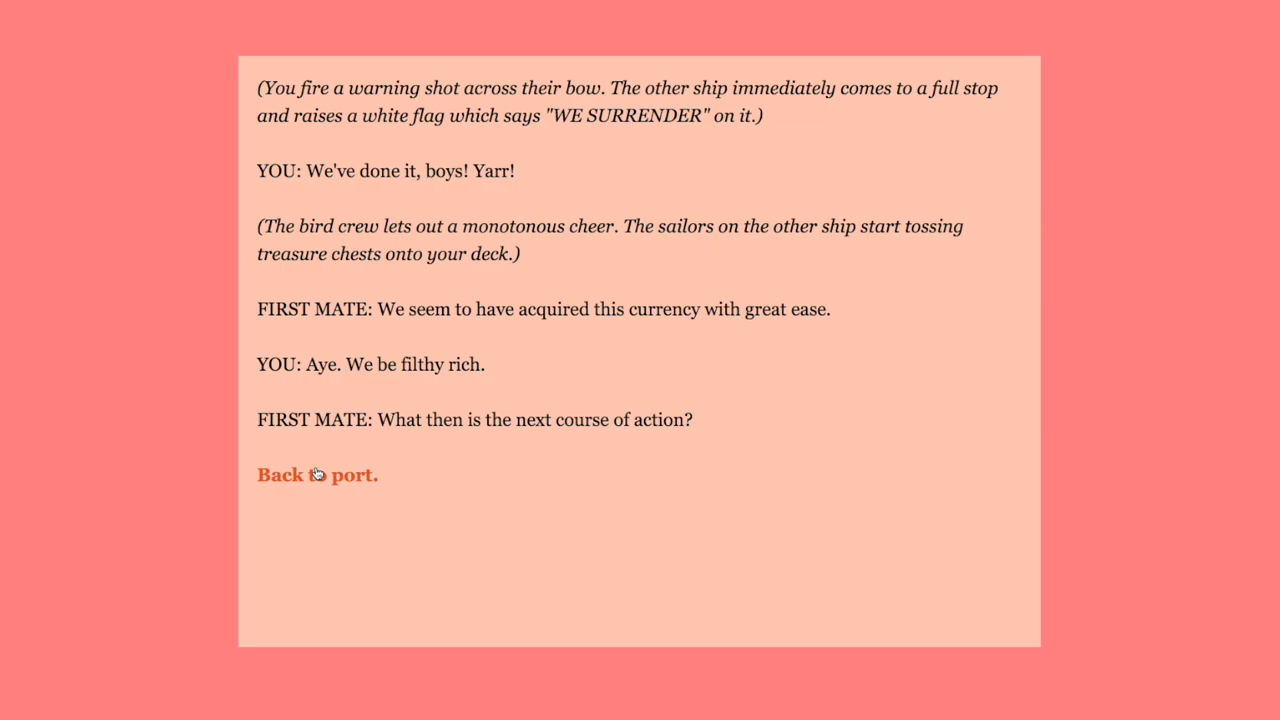 (You fire a warning shot across their bow. The other ship immediately comes to a full stop
and raises a white flag which says "WE SURRENDER" on it.)
YOU: We've done it, boys! Yarr!
(The bird crew lets out a monotonous cheer. The sailors on the other ship start tossing
treasure chests onto your deck.)
FIRST MATE: We seem to have acquired this currency with great ease.
YOU: Aye. We be filthy rich.
FIRST MATE: What then is the next course of action?
Back to port.